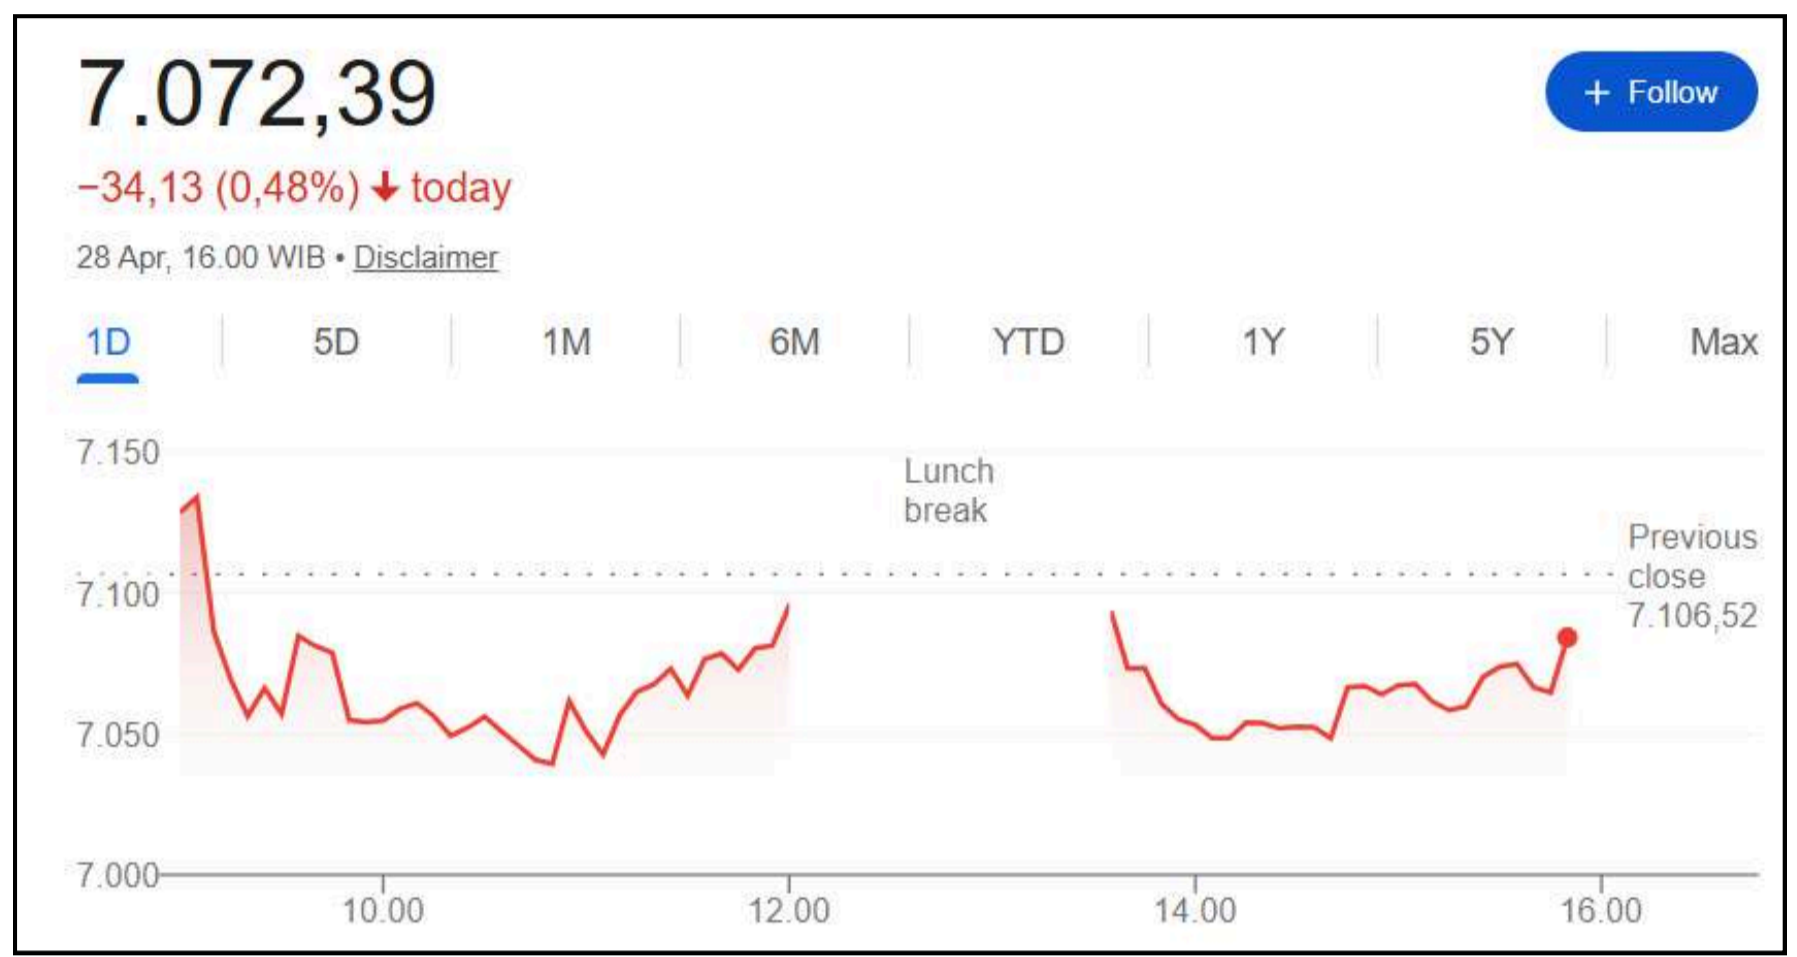 7.072,39
+ Follow
−34,13 (0,48%) ↓ today
28 Apr, 16.00 WIB • Disclaimer
1D 5D 1M 6M YTD 1Y 5Y Max
7.150
Lunch
break
Previous
close
7.106,52
7.100
7.050
7.000
10.00 12.00 14.00 16.00